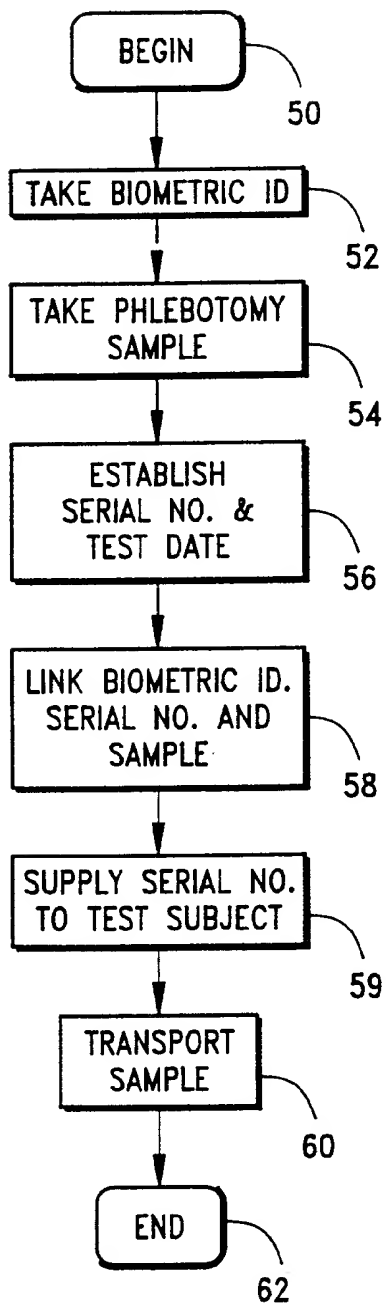 BEGIN
50
TAKE BIOMETRIC ID
52
TAKE PHLEBOTOMY
SAMPLE
54
ESTABLISH
SERIAL NO. &
TEST DATE
56
LINK BIOMETRIC ID.
SERIAL NO. AND
SAMPLE
58
SUPPLY SERIAL NO.
TO TEST SUBJECT
59
TRANSPORT
SAMPLE
60
END
62